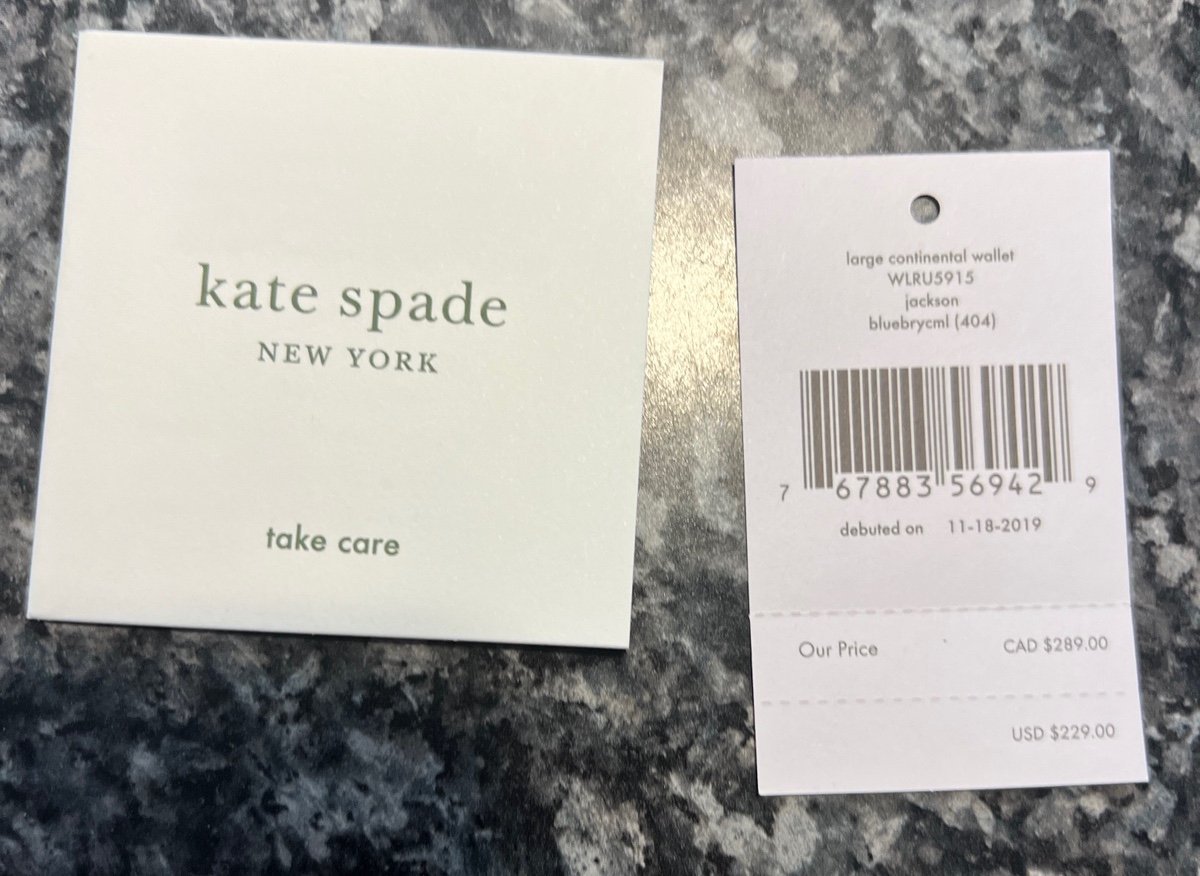 kate spade
NEW YORK
take care
large continental wallet
WLRU5915
jackson
bluebrycml (404)
7 67883 56942 9
debuted on 11-18-2019
Our Price CAD $289.00
USD $229.00